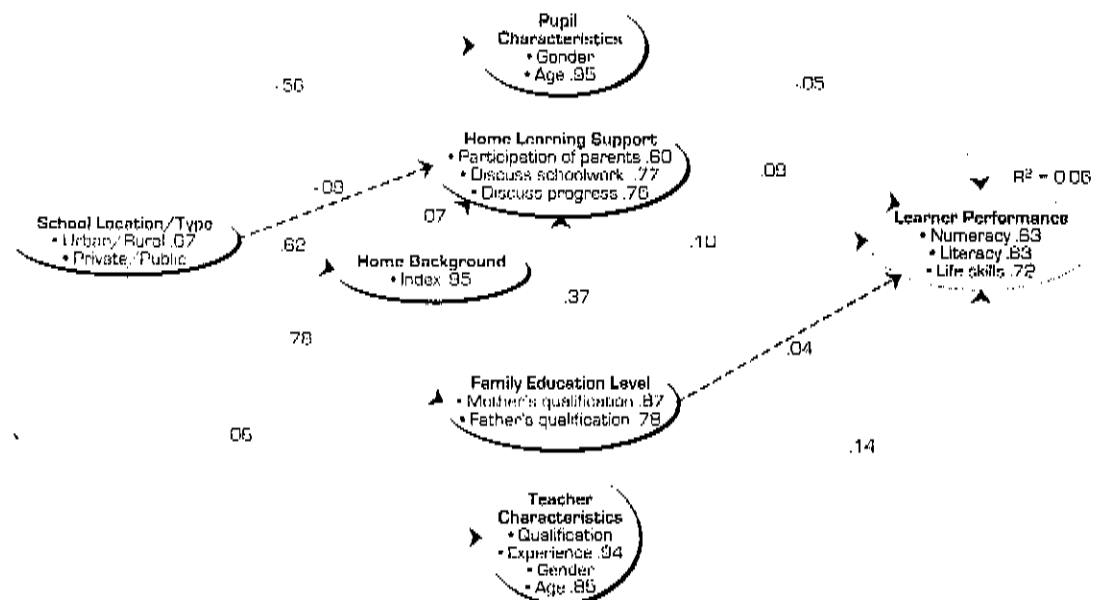 Pupil
Characteristics
• Gender
• Age .95
-.56
-.05
Home Learning Support
• Participation of parents .60
• Discuss schoolwork .77
• Discuss progress .76
-.09
.09
R² = 0.06
School Location/Type
• Urban/Rural .67
• Private/Public
.62
07
.10
Learner Performance
• Numeracy .63
• Literacy .83
• Life skills .72
Home Background
• Index .95
.37
.78
.04
Family Education Level
• Mother's qualification .87
• Father's qualification .78
06
.14
Teacher
Characteristics
• Qualification
• Experience .94
• Gender
• Age .85